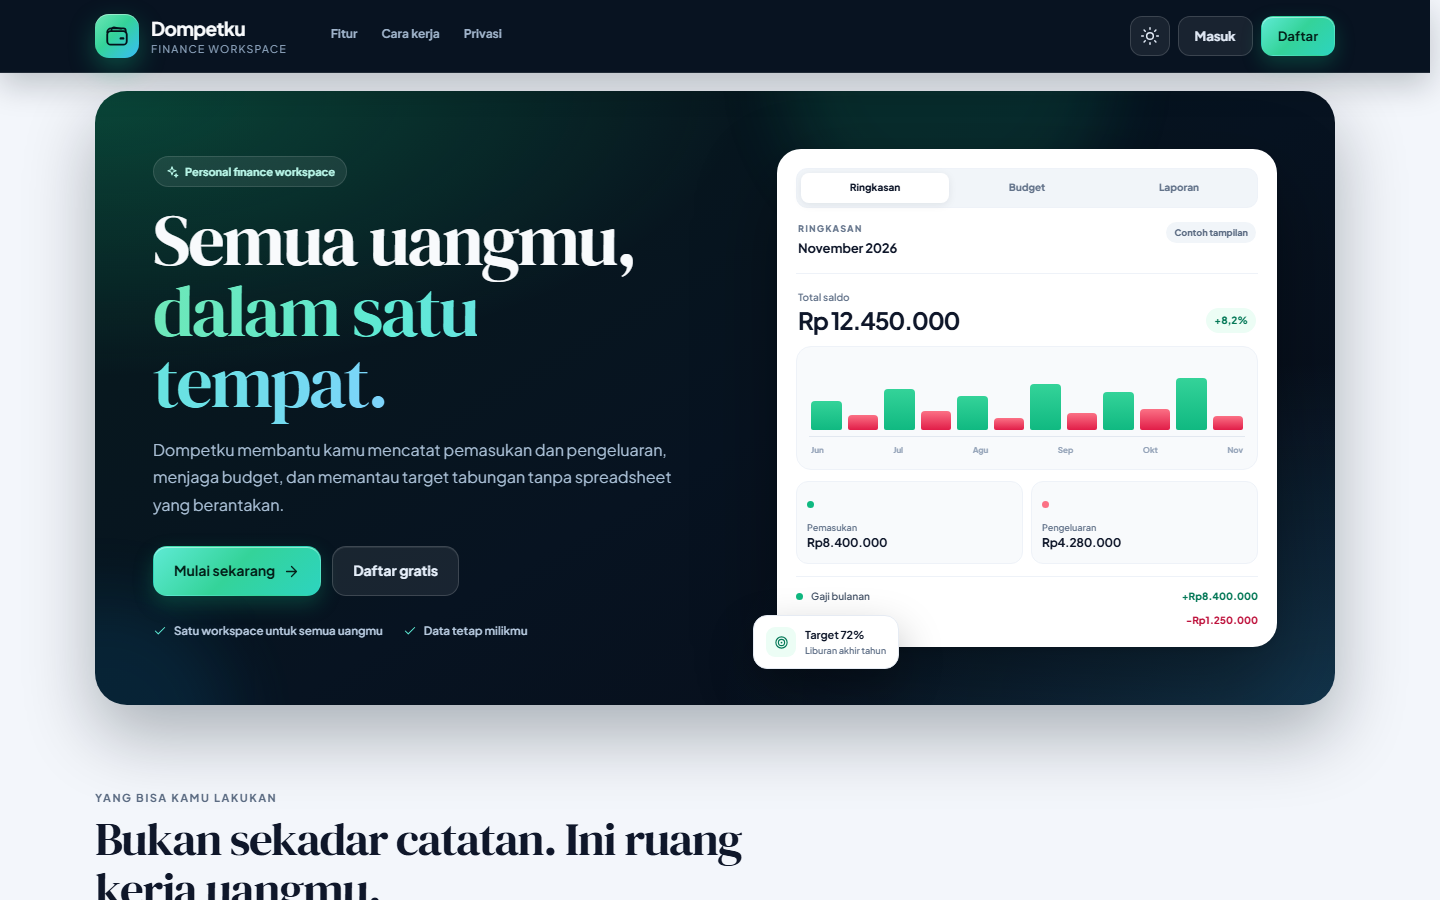 Dompetku
FINANCE WORKSPACE
Fitur
Cara kerja
Privasi
Masuk
Daftar
Personal finance workspace
Semua uangmu,
dalam satu
tempat.
Dompetku membantu kamu mencatat pemasukan dan pengeluaran,
menjaga budget, dan memantau target tabungan tanpa spreadsheet
yang berantakan.
Mulai sekarang
Daftar gratis
Satu workspace untuk semua uangmu
Data tetap milikmu
Ringkasan
Budget
Laporan
RINGKASAN
November 2026
Contoh tampilan
Total saldo
Rp12.450.000
+8,2%
Jun
Jul
Agu
Sep
Okt
Nov
Pemasukan
Rp8.400.000
Pengeluaran
Rp4.280.000
Gaji bulanan
+Rp8.400.000
−Rp1.250.000
Target 72%
Liburan akhir tahun
YANG BISA KAMU LAKUKAN
Bukan sekadar catatan. Ini ruang
kerja uangmu.